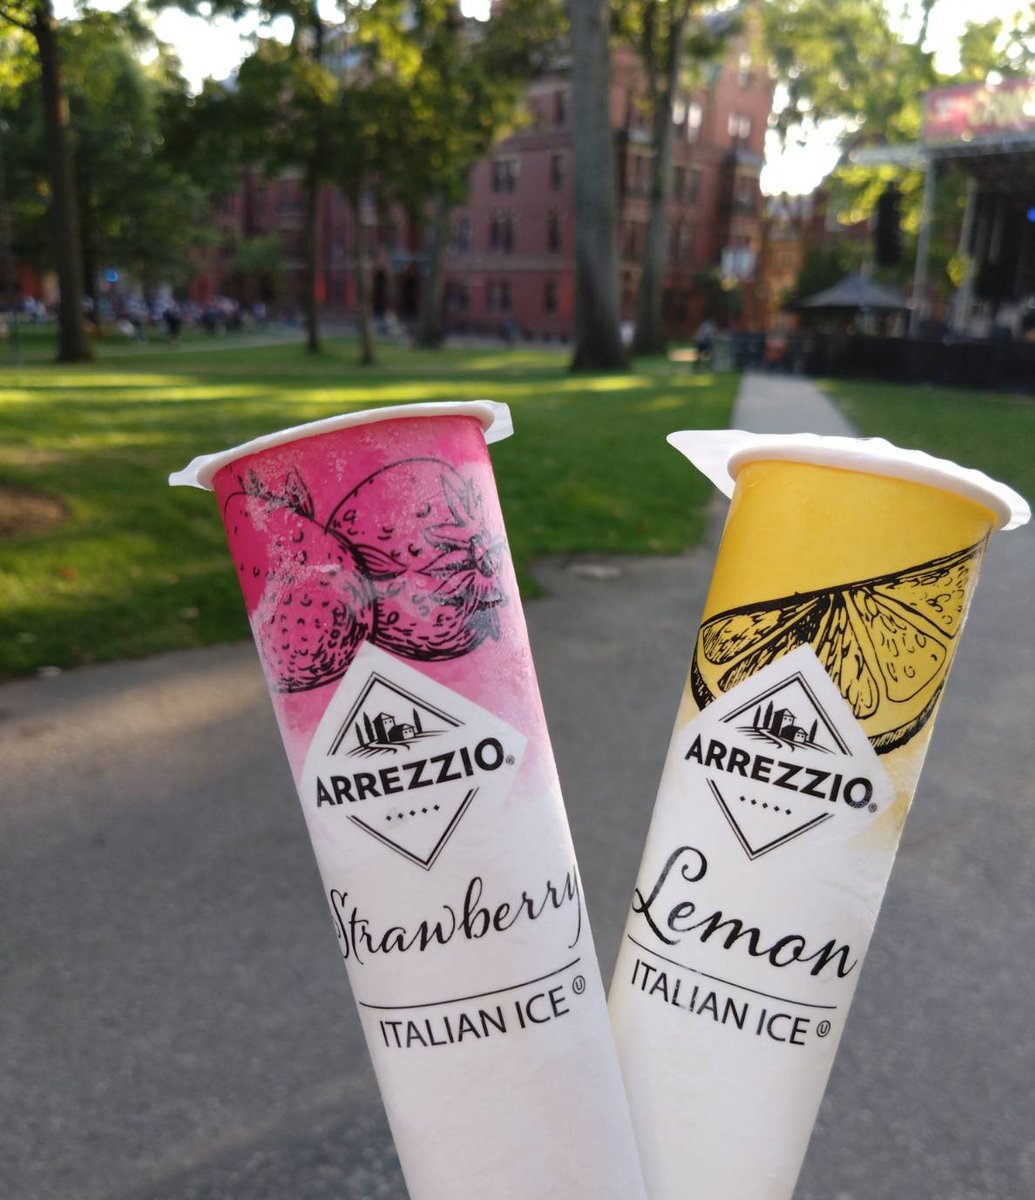 ARREZZIO®
Strawberry
ITALIAN ICE Ⓤ
ARREZZIO®
Lemon
ITALIAN ICE Ⓤ